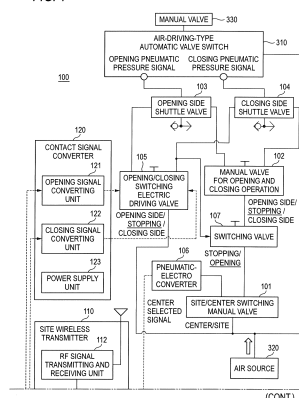 MANUAL VALVE
330
AIR-DRIVING-TYPE
AUTOMATIC VALVE SWITCH
310
OPENING PNEUMATIC
PRESSURE SIGNAL
CLOSING PNEUMATIC
PRESSURE SIGNAL
100
103
104
OPENING SIDE
SHUTTLE VALVE
CLOSING SIDE
SHUTTLE VALVE
120
CONTACT SIGNAL
CONVERTER
121
OPENING SIGNAL
CONVERTING
UNIT
105
OPENING/CLOSING
SWITCHING
ELECTRIC
DRIVING VALVE
102
MANUAL VALVE
FOR OPENING AND
CLOSING OPERATION
122
CLOSING SIGNAL
CONVERTING
UNIT
OPENING SIDE/
STOPPING /
CLOSING SIDE
OPENING SIDE/
STOPPING /
CLOSING SIDE
107
SWITCHING VALVE
123
POWER SUPPLY
UNIT
106
STOPPING/
OPENING
PNEUMATIC-
ELECTRO
CONVERTER
101
SITE/CENTER SWITCHING
MANUAL VALVE
CENTER
SELECTED
SIGNAL
CENTER/SITE
110
SITE WIRELESS
TRANSMITTER
112
RF SIGNAL
TRANSMITTING AND
RECEIVING UNIT
320
AIR SOURCE